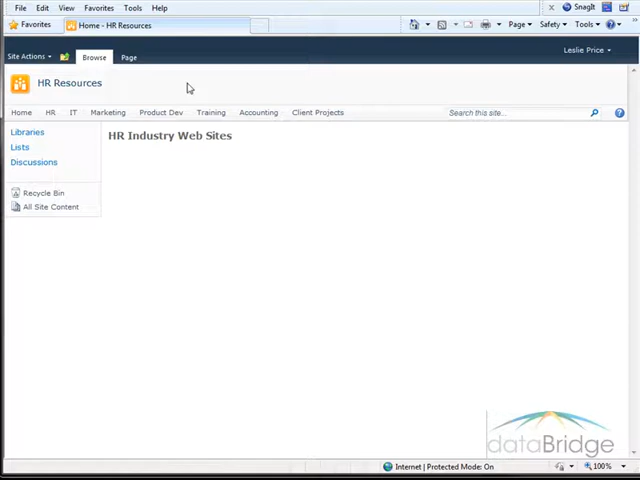 File Edit View Favorites Tools Help SnagIt
Favorites Home - HR Resources Page Safety Tools
Leslie Price
Site Actions Browse Page
HR Resources
Home HR IT Marketing Product Dev Training Accounting Client Projects Search this site...
Libraries
HR Industry Web Sites
Lists
Discussions
Recycle Bin
All Site Content
dataBridge
Internet | Protected Mode: On 100%